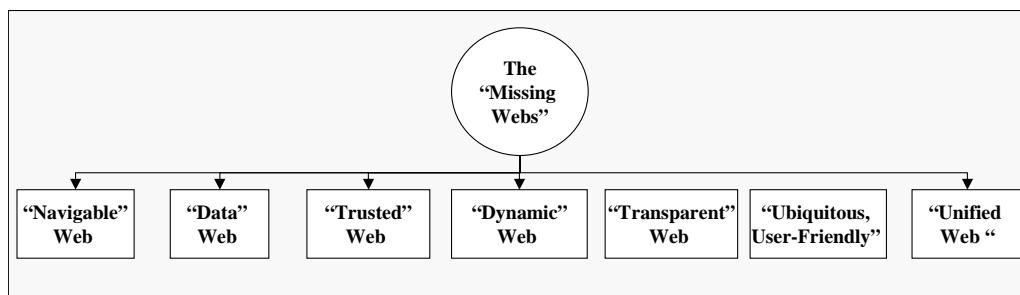 The
“Missing
Webs”
“Navigable”
Web
“Data”
Web
“Trusted”
Web
“Dynamic”
Web
“Transparent”
Web
“Ubiquitous,
User-Friendly”
“Unified
Web “